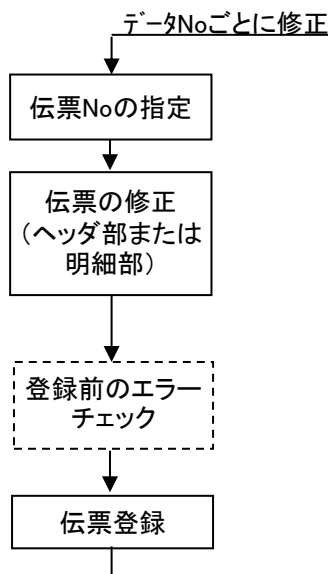 ﾃﾞｰﾀNoごとに修正
伝票Noの指定
伝票の修正
（ヘッダ部または
明細部）
登録前のエラー
チェック
伝票登録